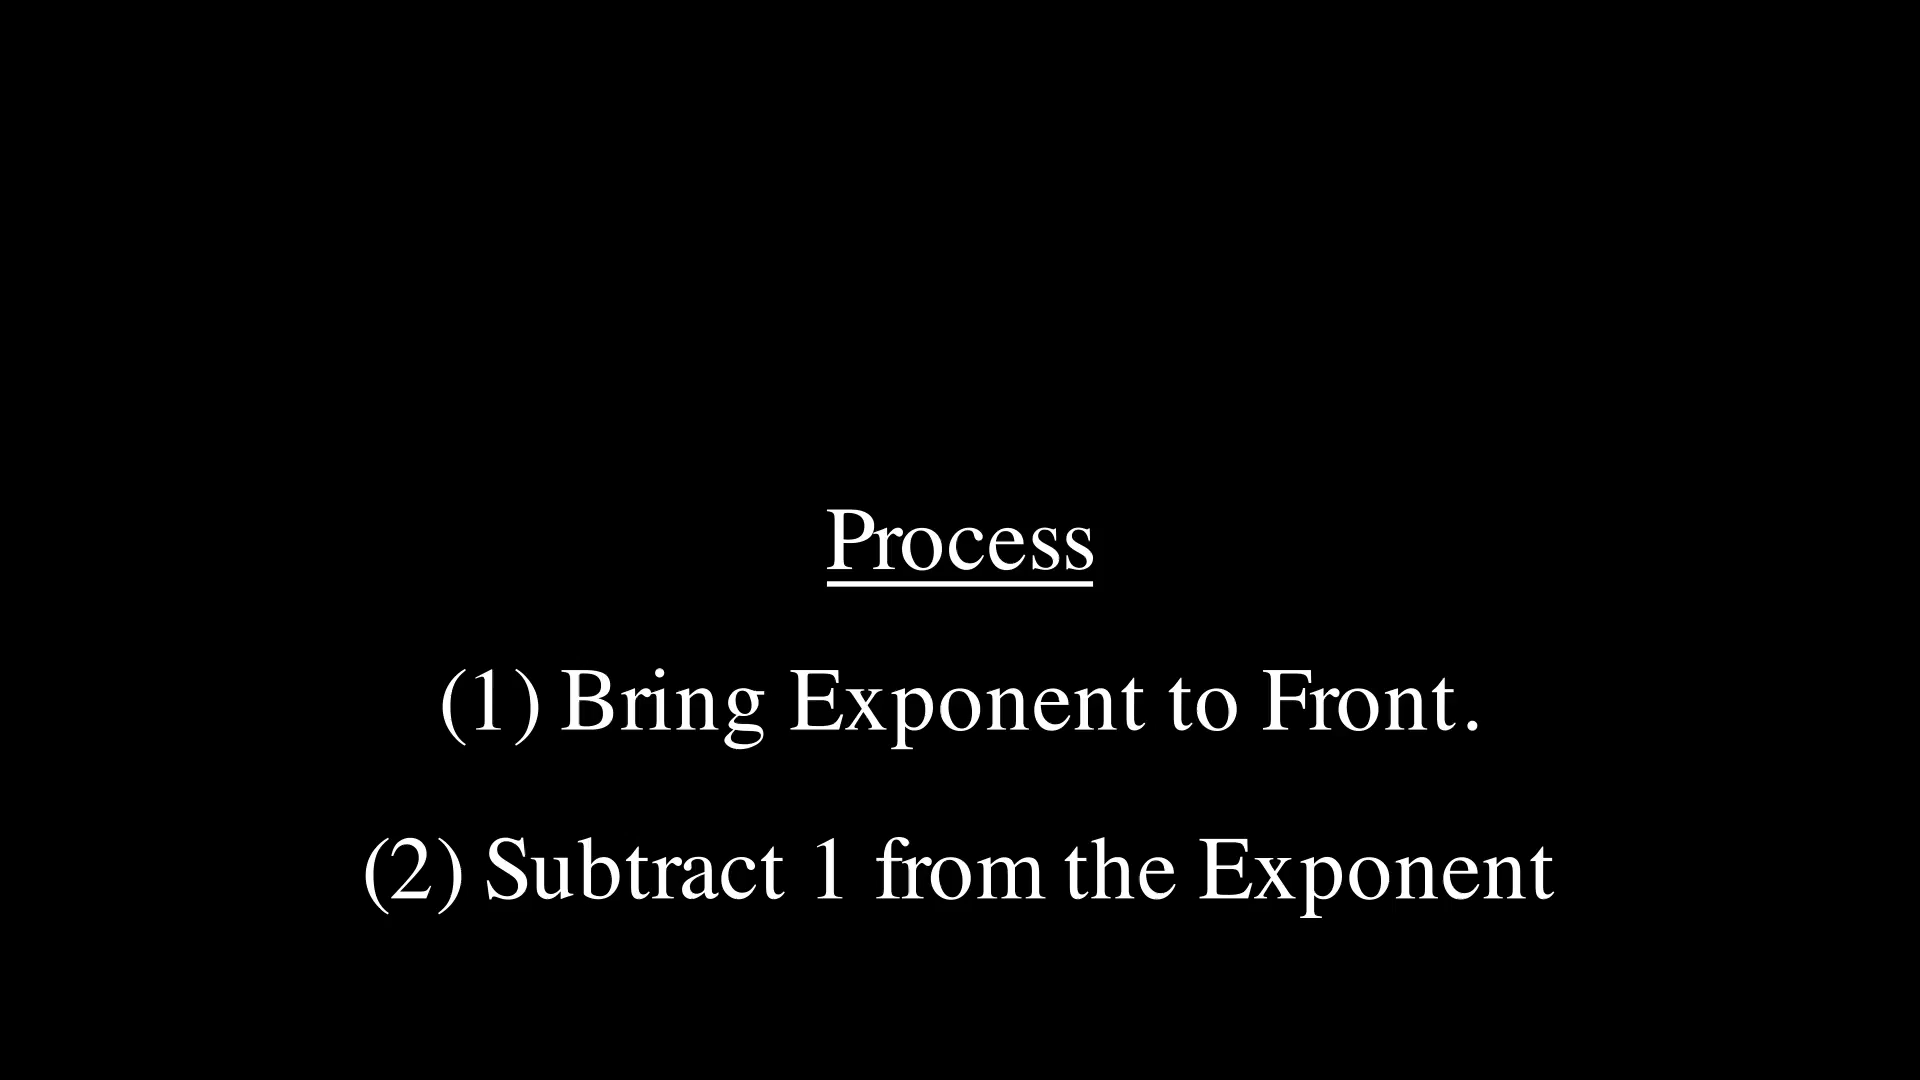 Process
(1) Bring Exponent to Front.
(2) Subtract 1 from the Exponent